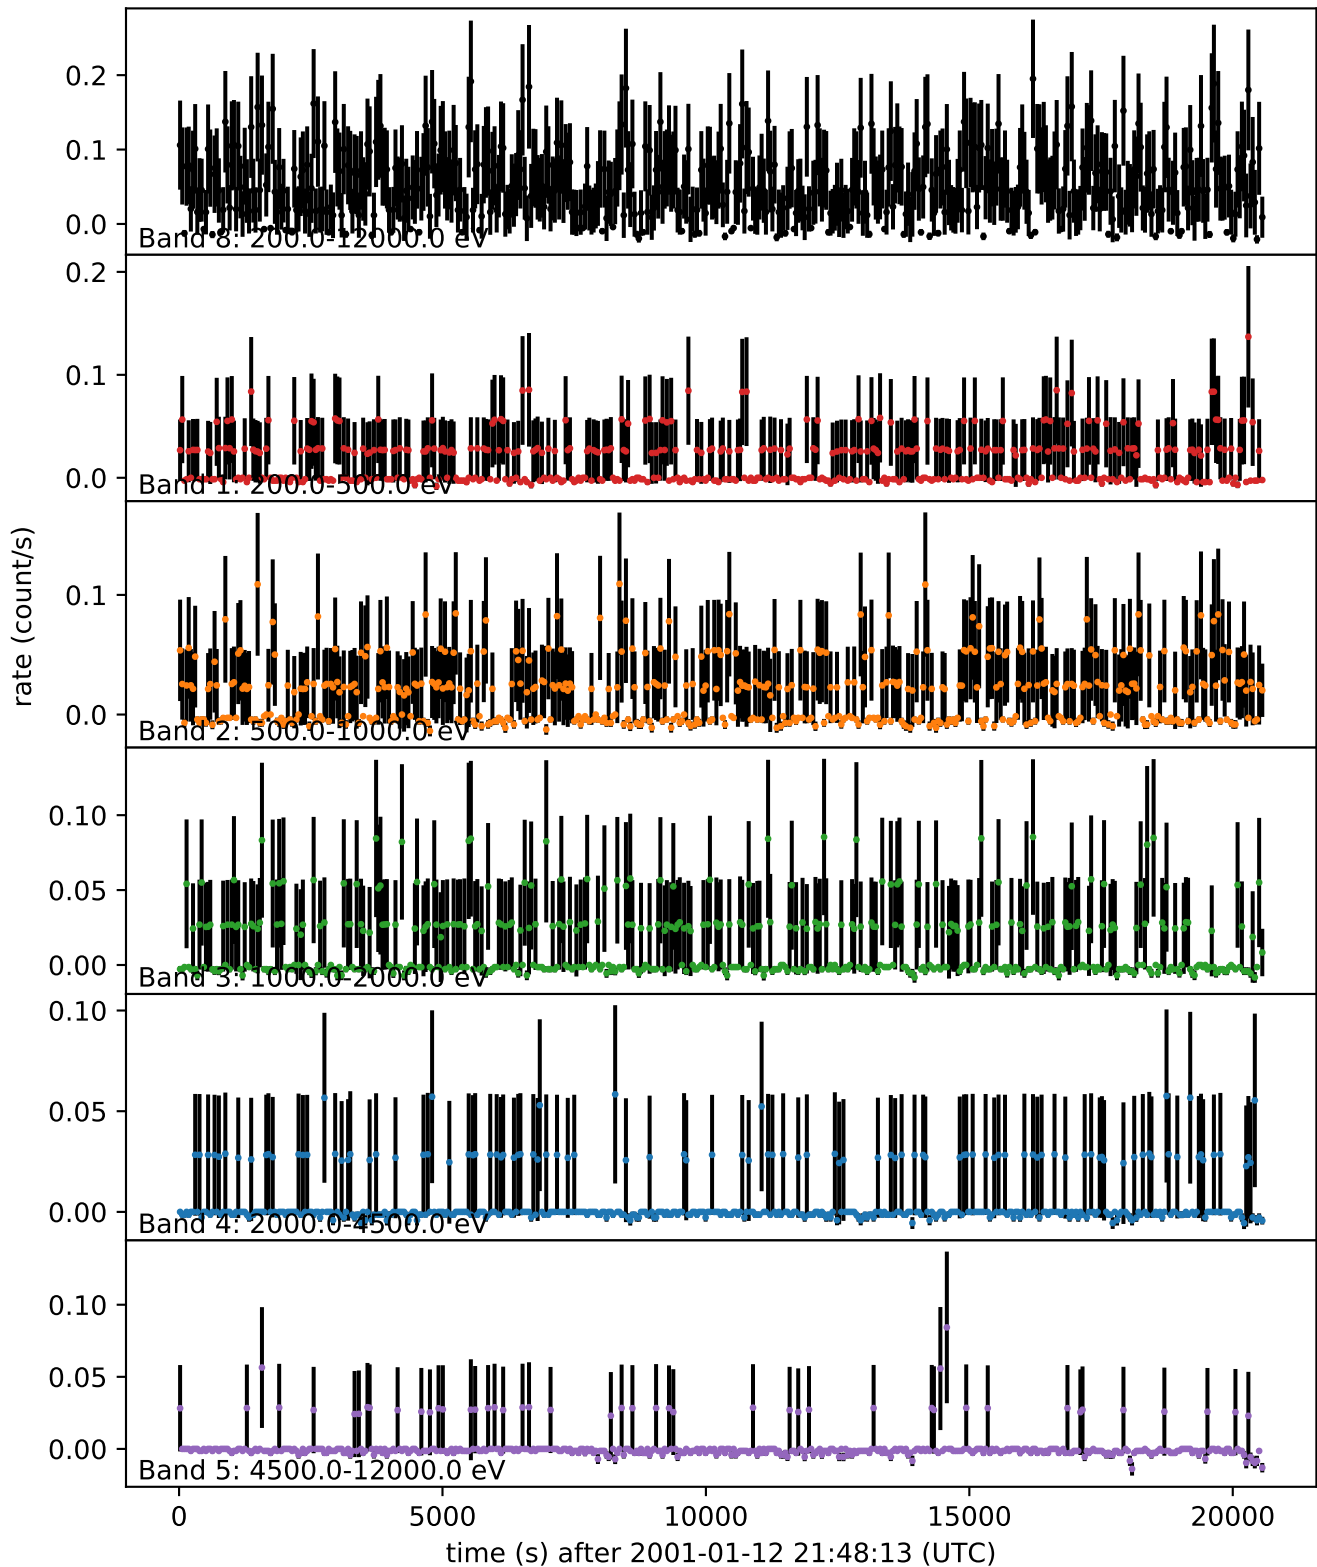 0.2
0.1
0.0
Band 8: 200.0-12000.0 eV
0.2
0.1
0.0
Band 1: 200.0-500.0 eV
0.1
0.0
Band 2: 500.0-1000.0 eV
rate (count/s)
0.10
0.05
0.00
Band 3: 1000.0-2000.0 eV
0.10
0.05
0.00
Band 4: 2000.0-4500.0 eV
0.10
0.05
0.00
Band 5: 4500.0-12000.0 eV
0 5000 10000 15000 20000
time (s) after 2001-01-12 21:48:13 (UTC)